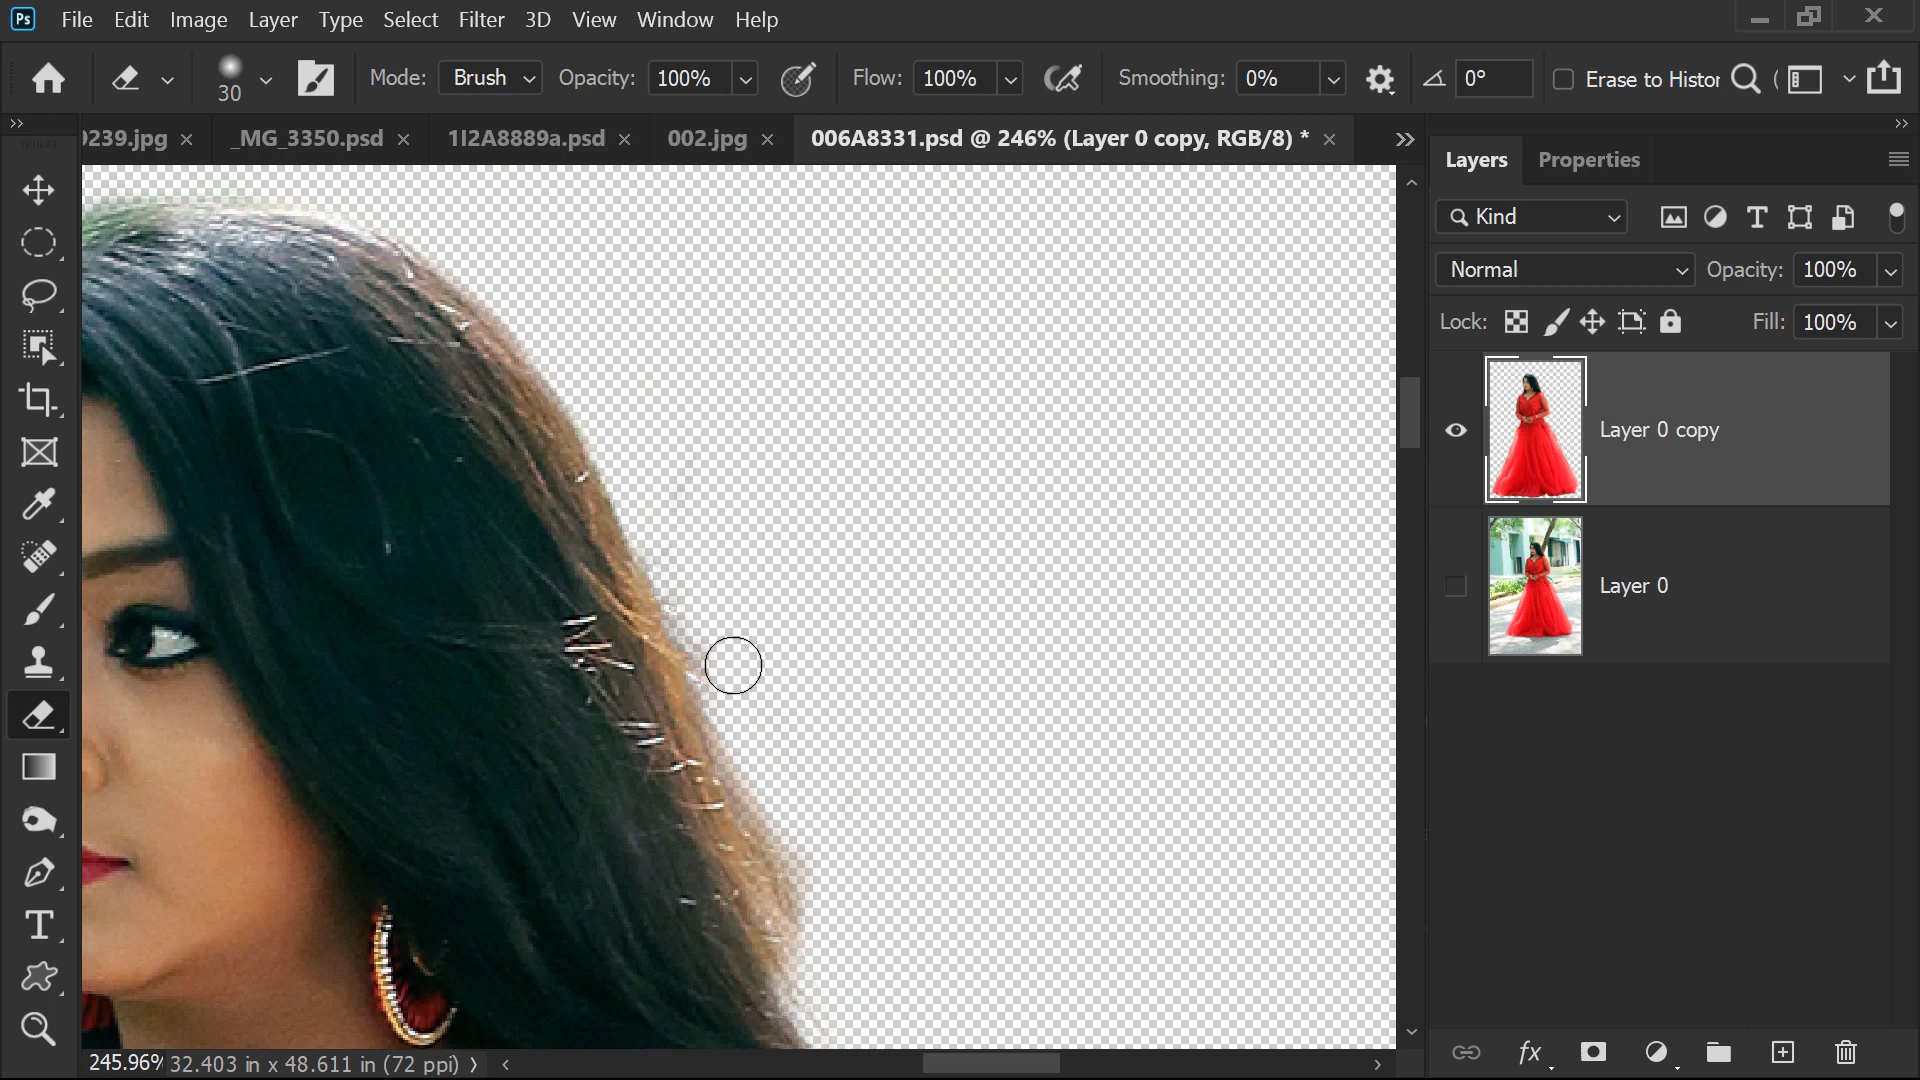 Ps File Edit Image Layer Type Select Filter 3D View Window Help
30 Mode: Brush Opacity: 100% Flow: 100% Smoothing: 0% 0° Erase to Histor
0239.jpg × _MG_3350.psd × 1I2A8889a.psd × 002.jpg × 006A8331.psd @ 246% (Layer 0 copy, RGB/8) * ×
Layers Properties
Kind
Normal Opacity: 100%
Lock: Fill: 100%
Layer 0 copy
Layer 0
245.96% 32.403 in x 48.611 in (72 ppi)
fx